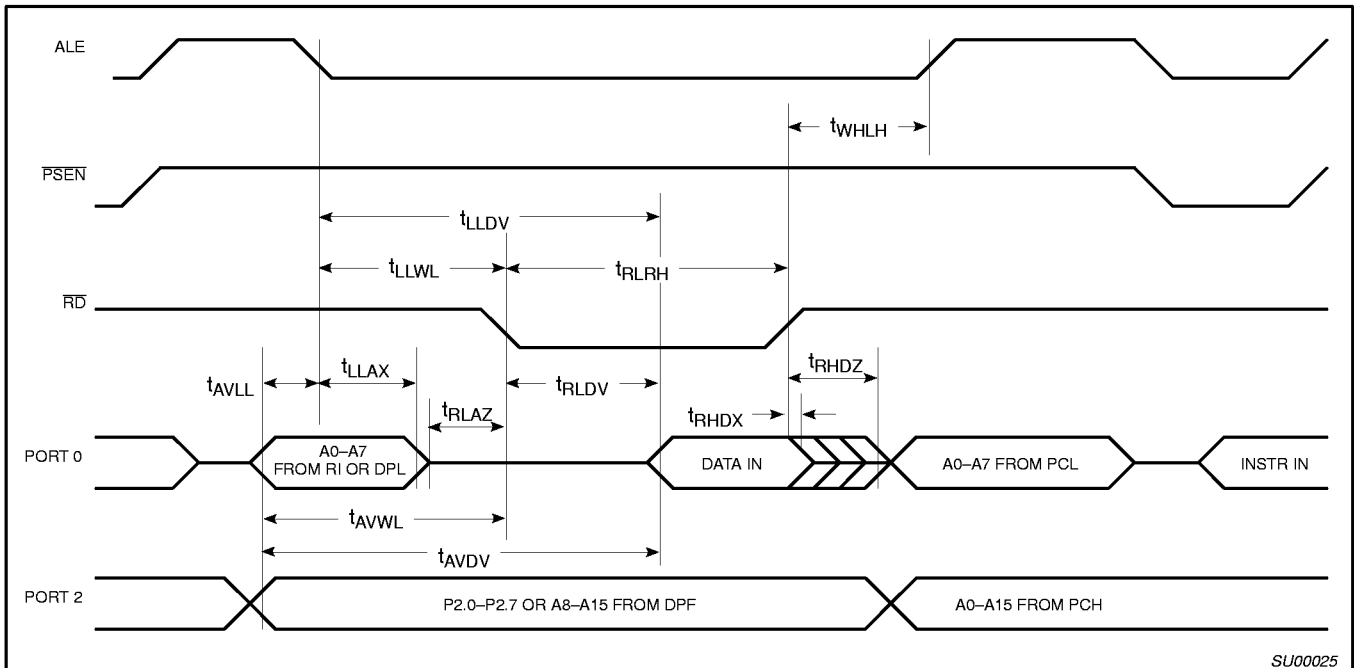 ALE
tWHLH
PSEN
tLLDV
tLLWL
tRLRH
RD
tAVLL
tLLAX
tRLAZ
tRLDV
tRHDZ
tRHDX
PORT 0
A0–A7
FROM RI OR DPL
DATA IN
A0–A7 FROM PCL
INSTR IN
tAVWL
tAVDV
PORT 2
P2.0–P2.7 OR A8–A15 FROM DPF
A0–A15 FROM PCH
SU00025